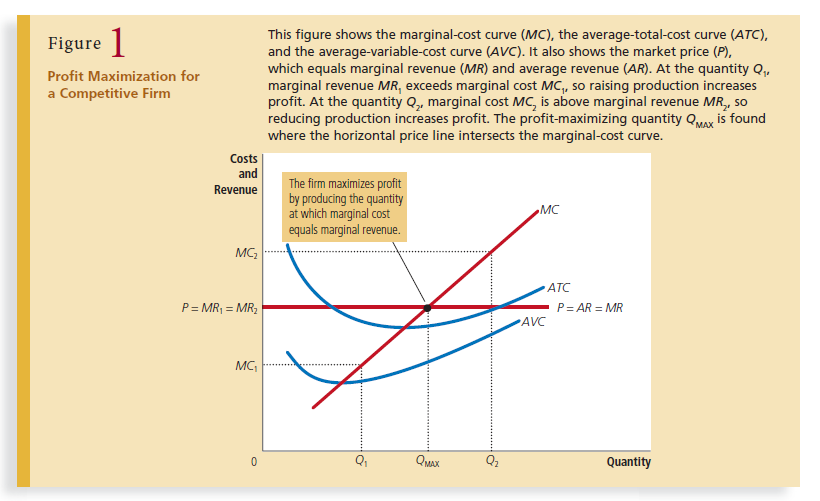 Figure 1
Profit Maximization for
a Competitive Firm
This figure shows the marginal-cost curve (MC), the average-total-cost curve (ATC),
and the average-variable-cost curve (AVC). It also shows the market price (P),
which equals marginal revenue (MR) and average revenue (AR). At the quantity Q₁,
marginal revenue MR₁ exceeds marginal cost MC₁, so raising production increases
profit. At the quantity Q₂, marginal cost MC₂ is above marginal revenue MR₂, so
reducing production increases profit. The profit-maximizing quantity QMAX is found
where the horizontal price line intersects the marginal-cost curve.
Costs
and
Revenue
The firm maximizes profit
by producing the quantity
at which marginal cost
equals marginal revenue.
MC
MC₂
ATC
P = MR₁ = MR₂
P = AR = MR
AVC
MC₁
0
Q₁
QMAX
Q₂
Quantity